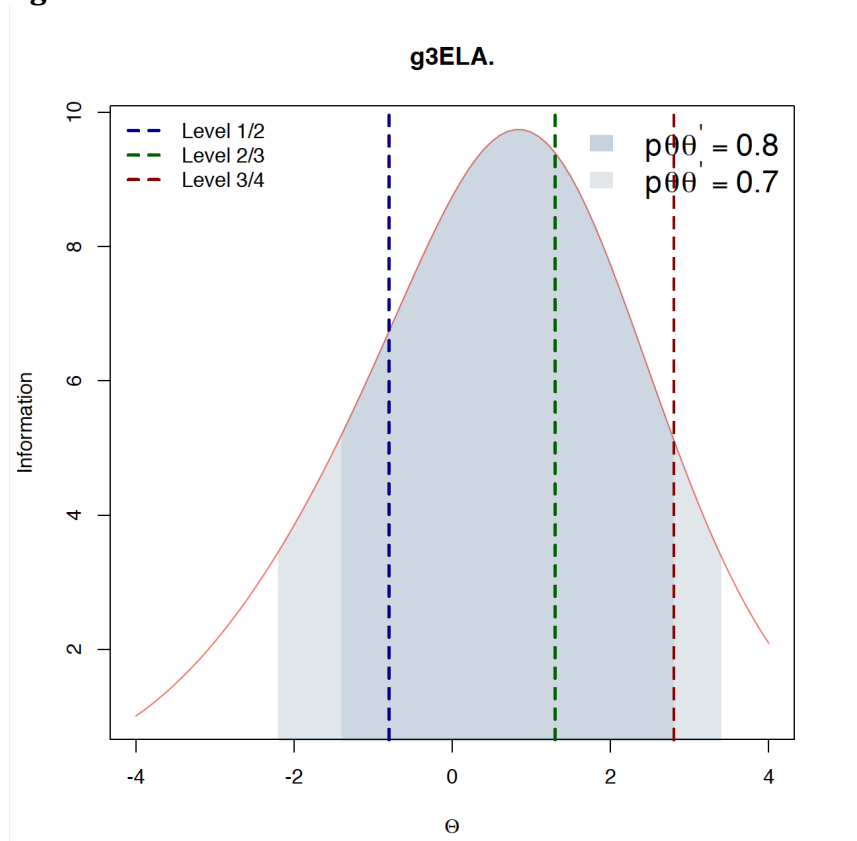 g3ELA.
Level 1/2
Level 2/3
Level 3/4
pθθ' = 0.8
pθθ' = 0.7
Information
10
8
6
4
2
-4 -2 0 2 4
Θ